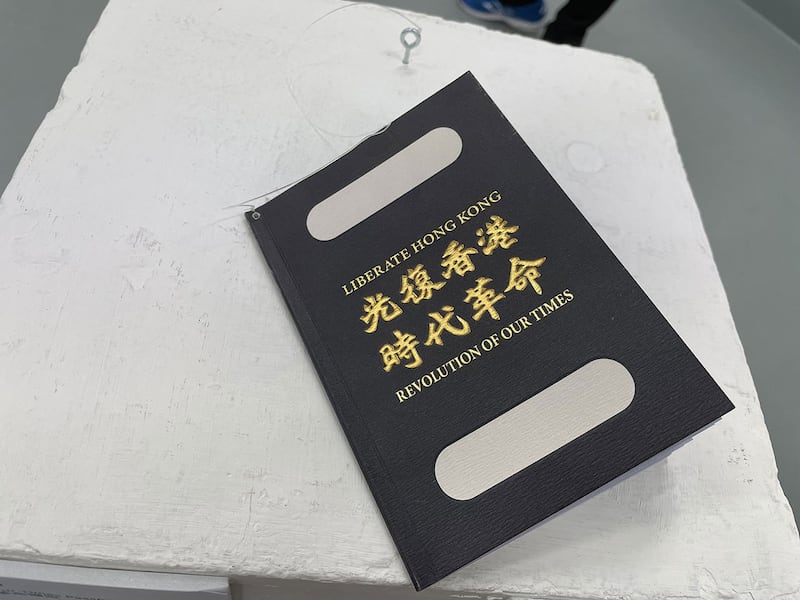 LIBERATE HONG KONG
光復香港
時代革命
REVOLUTION OF OUR TIMES